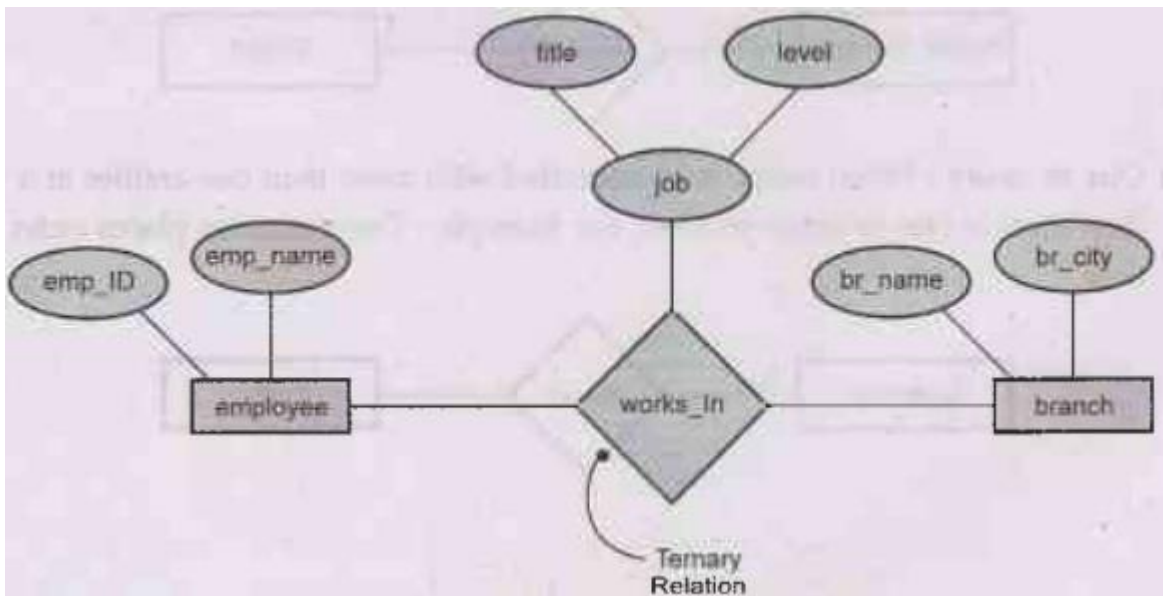 title
level
job
emp_ID
emp_name
br_name
br_city
employee
works_In
branch
Ternary
Relation